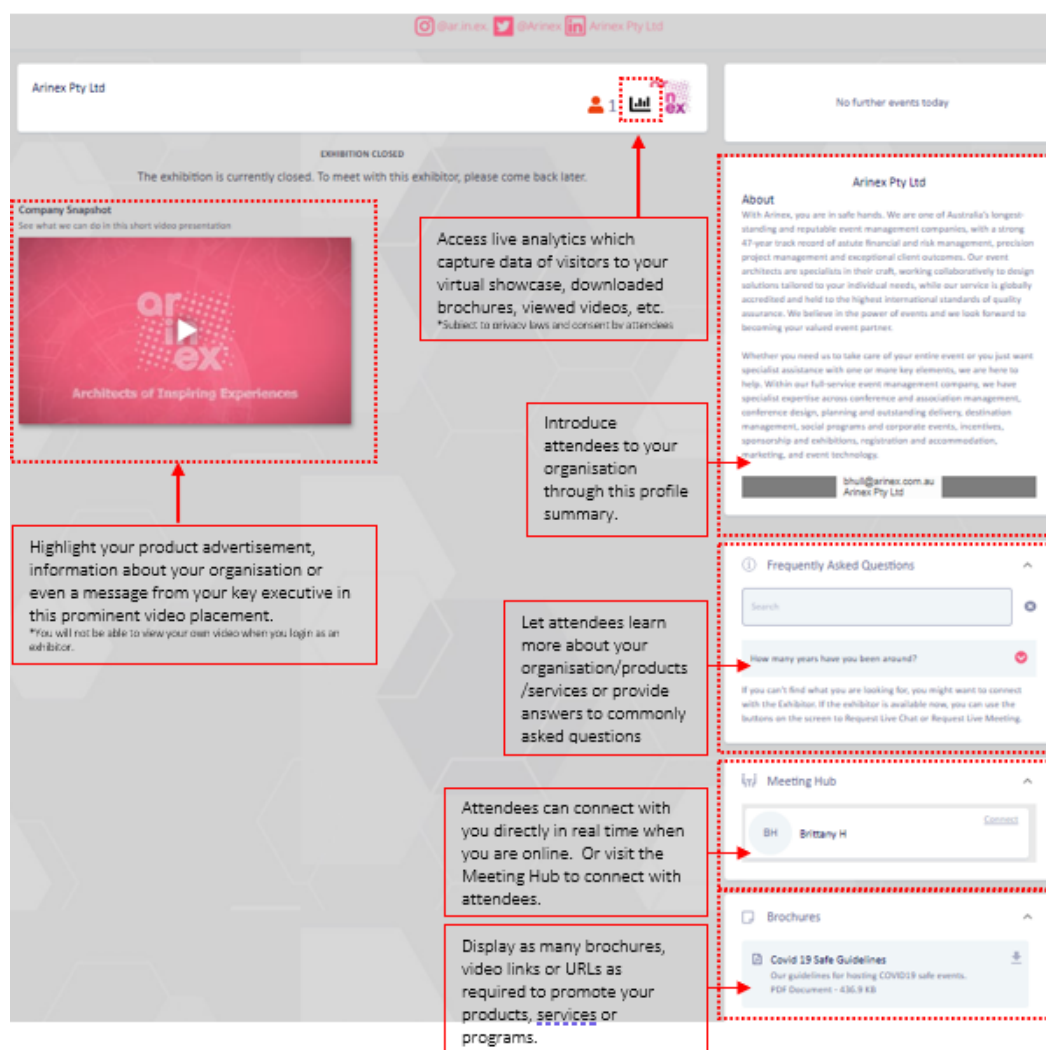 @ar.in.ex @Arinex Arinex Pty Ltd
Arinex Pty Ltd
1
ar
in
ex
No further events today
EXHIBITION CLOSED
The exhibition is currently closed. To meet with this exhibitor, please come back later.
Company Snapshot
See what we can do in this short video presentation
ar
in
ex
Architects of Inspiring Experiences
Access live analytics which
capture data of visitors to your
virtual showcase, downloaded
brochures, viewed videos, etc.
*Subject to privacy laws and consent by attendees
Arinex Pty Ltd
About
With Arinex, you are in safe hands. We are one of Australia's longest-
standing and reputable event management companies, with a strong
47-year track record of astute financial and risk management, precision
project management and exceptional client outcomes. Our event
architects are specialists in their craft, working collaboratively to design
solutions tailored to your individual needs, while our service is globally
accredited and held to the highest international standards of quality
assurance. We believe in the power of events and we look forward to
becoming your valued event partner.
Whether you need us to take care of your entire event or you just want
specialist assistance with one or more key elements, we are here to
help. Within our full-service event management company, we have
specialist expertise across conference and association management,
conference design, planning and outstanding delivery, destination
management, social programs and corporate events, incentives,
sponsorship and exhibitions, registration and accommodation,
marketing, and event technology.
bhull@arinex.com.au
Arinex Pty Ltd
Introduce
attendees to your
organisation
through this profile
summary.
Highlight your product advertisement,
information about your organisation or
even a message from your key executive in
this prominent video placement.
*You will not be able to view your own video when you login as an
exhibitor.
Frequently Asked Questions
Search
How many years have you been around?
If you can't find what you are looking for, you might want to connect
with the Exhibitor. If the exhibitor is available now, you can use the
buttons on the screen to Request Live Chat or Request Live Meeting.
Let attendees learn
more about your
organisation/products
/services or provide
answers to commonly
asked questions
Meeting Hub
Connect
BH Brittany H
Attendees can connect with
you directly in real time when
you are online. Or visit the
Meeting Hub to connect with
attendees.
Brochures
Covid 19 Safe Guidelines
Our guidelines for hosting COVID19 safe events.
PDF Document - 436.9 KB
Display as many brochures,
video links or URLs as
required to promote your
products, services or
programs.